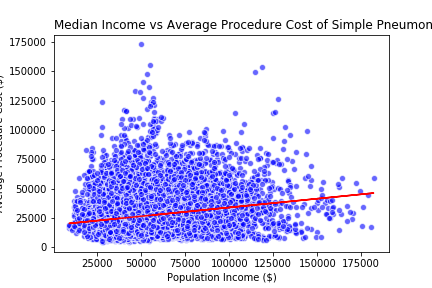 Median Income vs Average Procedure Cost of Simple Pneumon
175000
150000
125000
100000
75000
50000
25000
0
25000 50000 75000 100000 125000 150000 175000
Population Income ($)